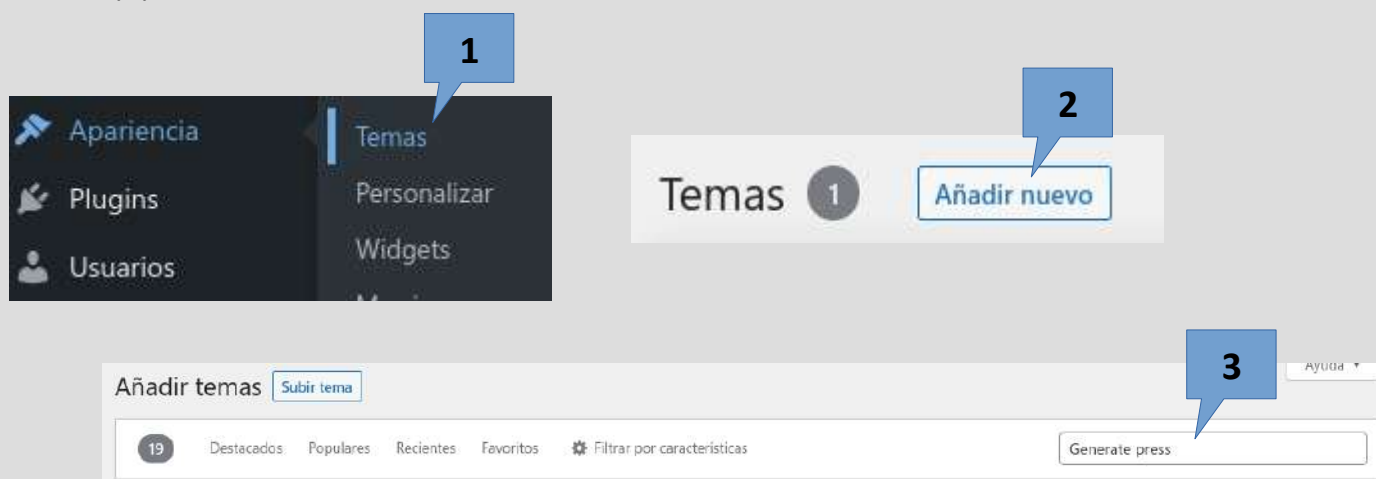 1
Apariencia
Temas
Plugins
Personalizar
Usuarios
Widgets
2
Temas 1 Añadir nuevo
3
Ayuda
Añadir temas Subir tema
19 Destacados Populares Recientes Favoritos Filtrar por características Generate press